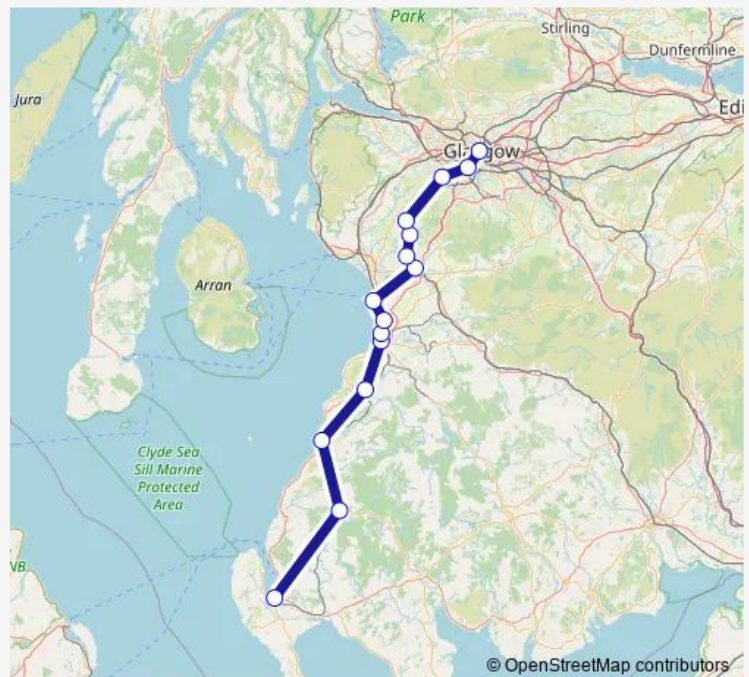 Park
Stirling
Dunfermline
Jura
Edi
Glasgow
Arran
Clyde Sea
Sill Marine
Protected
Area
NB
© OpenStreetMap contributors